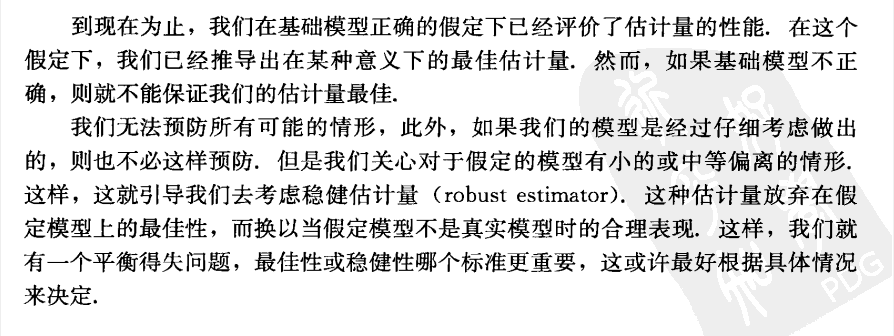 到现在为止，我们在基础模型正确的假定下已经评价了估计量的性能．在这个
假定下，我们已经推导出在某种意义下的最佳估计量．然而，如果基础模型不正
确，则就不能保证我们的估计量最佳．
我们无法预防所有可能的情形，此外，如果我们的模型是经过仔细考虑做出
的，则也不必这样预防．但是我们关心对于假定的模型有小的或中等偏离的情形．
这样，这就引导我们去考虑稳健估计量（robust estimator）．这种估计量放弃在假
定模型上的最佳性，而换以当假定模型不是真实模型时的合理表现．这样，我们就
有一个平衡得失问题，最佳性或稳健性哪个标准更重要，这或许最好根据具体情况
来决定．
PDG